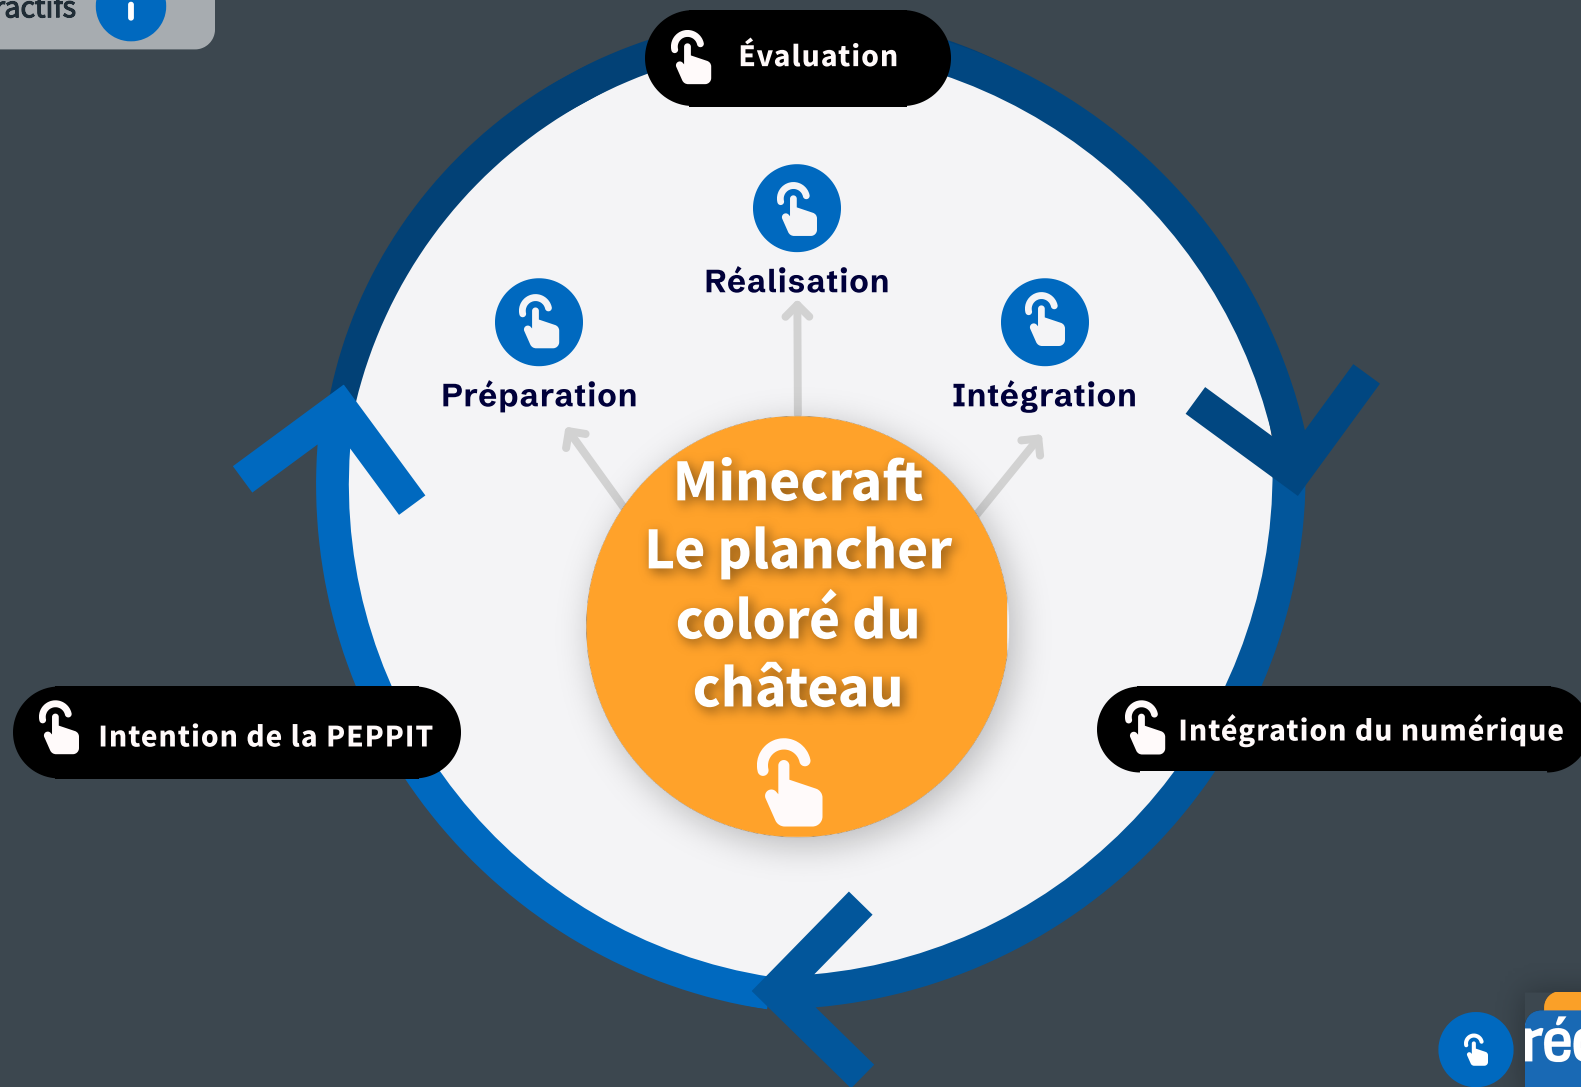 Évaluation
Réalisation
Préparation
Intégration
Minecraft
Le plancher
coloré du
château
Intention de la PEPPIT
Intégration du numérique